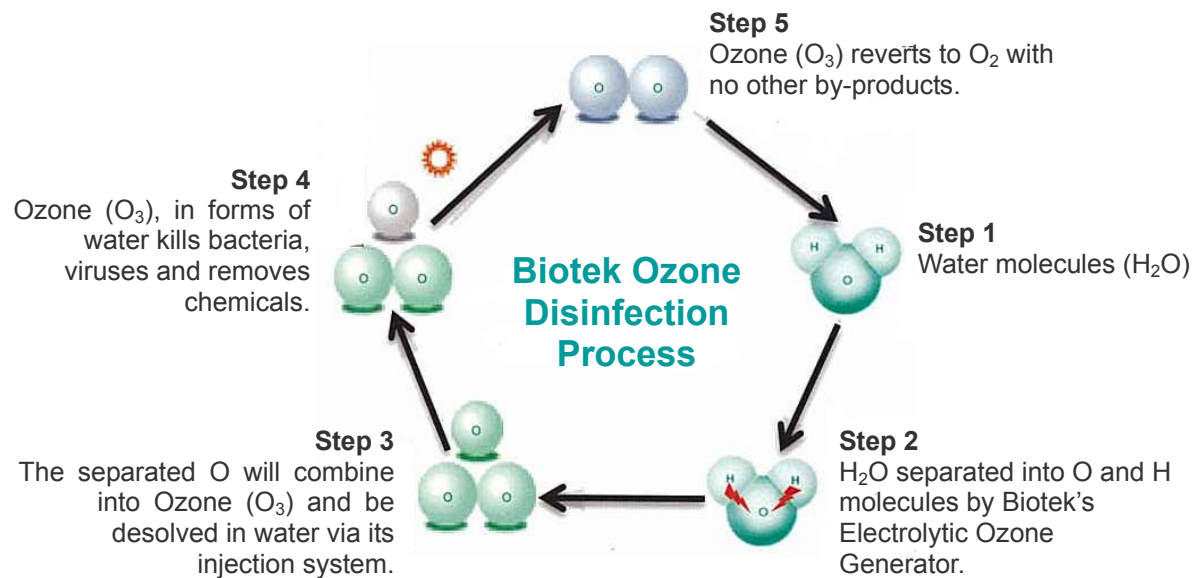 Step 5
Ozone (O₃) reverts to O₂ with
no other by-products.
O O
Step 4
Ozone (O₃), in forms of
water kills bacteria,
viruses and removes
chemicals.
O
O O
Biotek Ozone
Disinfection
Process
H H
O
Step 1
Water molecules (H₂O)
Step 3
The separated O will combine
into Ozone (O₃) and be
desolved in water via its
injection system.
O
O O
H H
O
Step 2
H₂O separated into O and H
molecules by Biotek’s
Electrolytic Ozone
Generator.